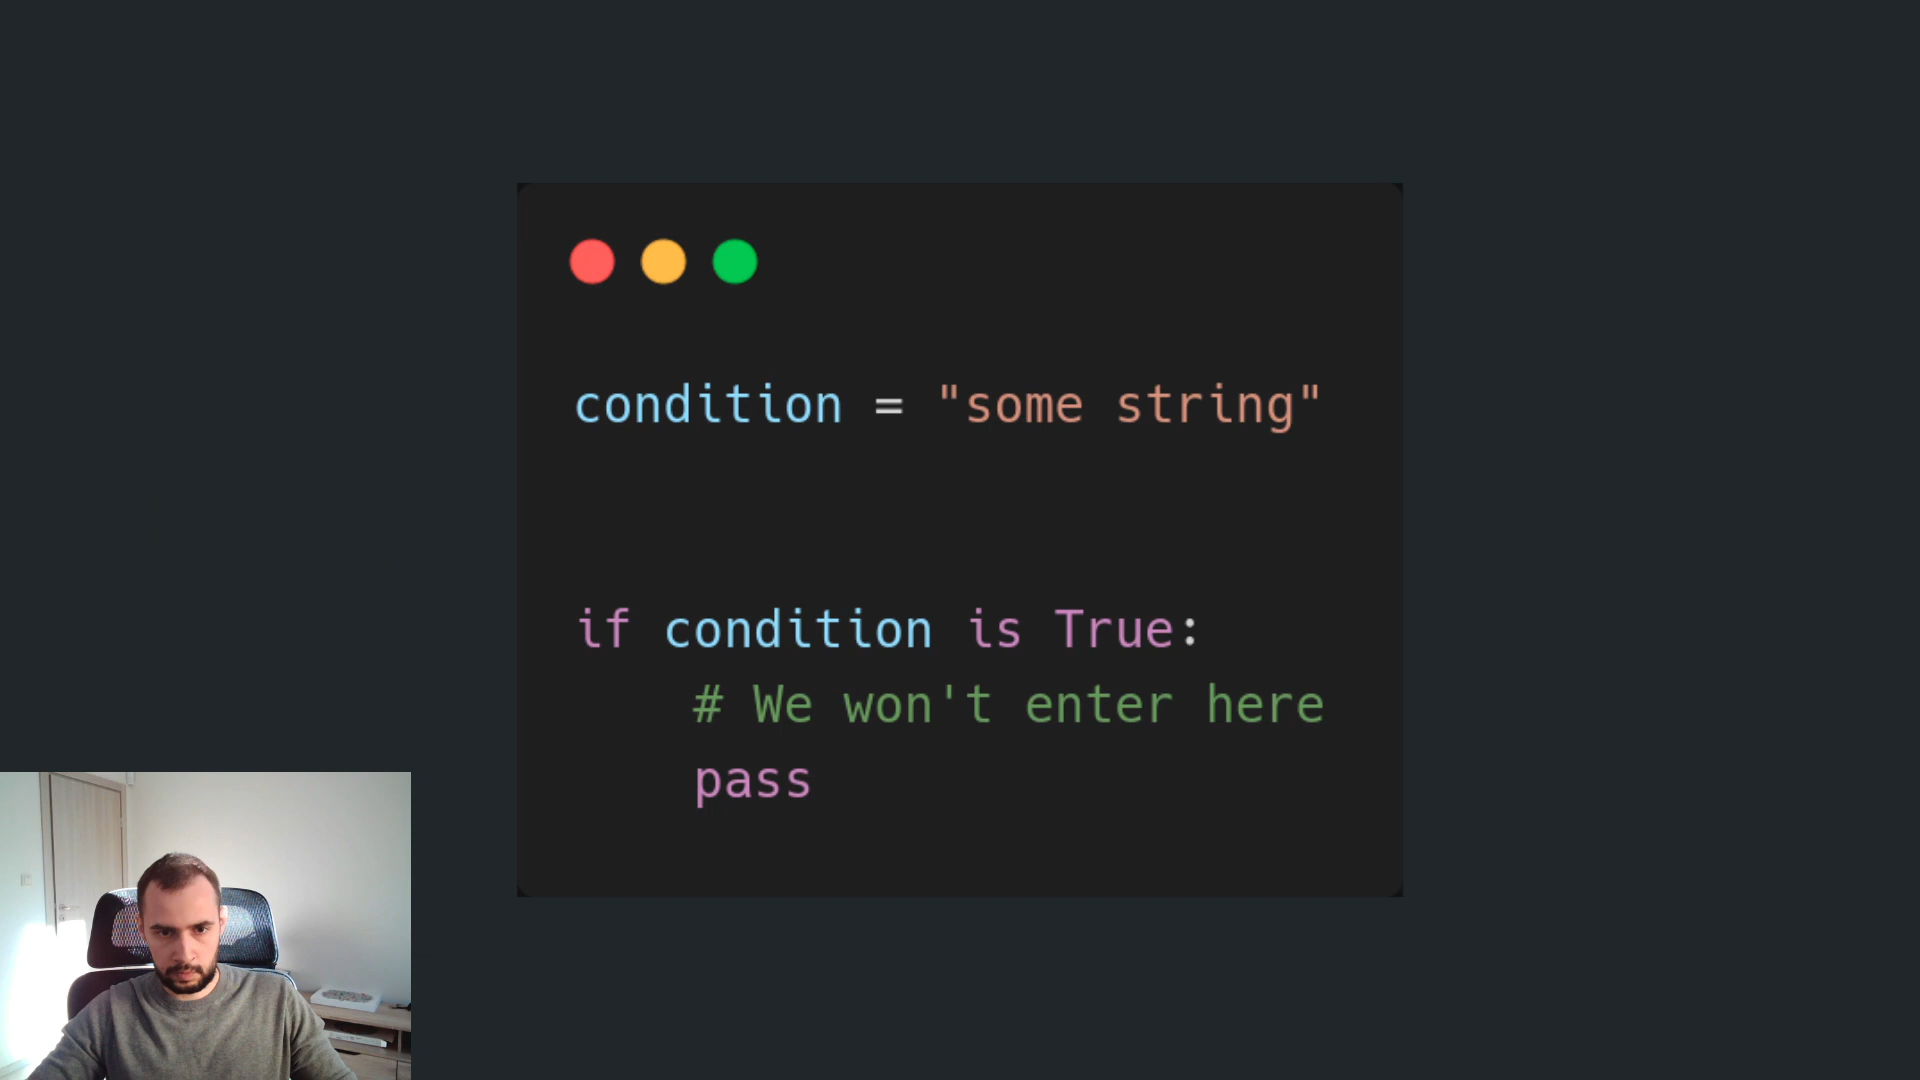 condition = "some string"
if condition is True:
# We won't enter here
pass